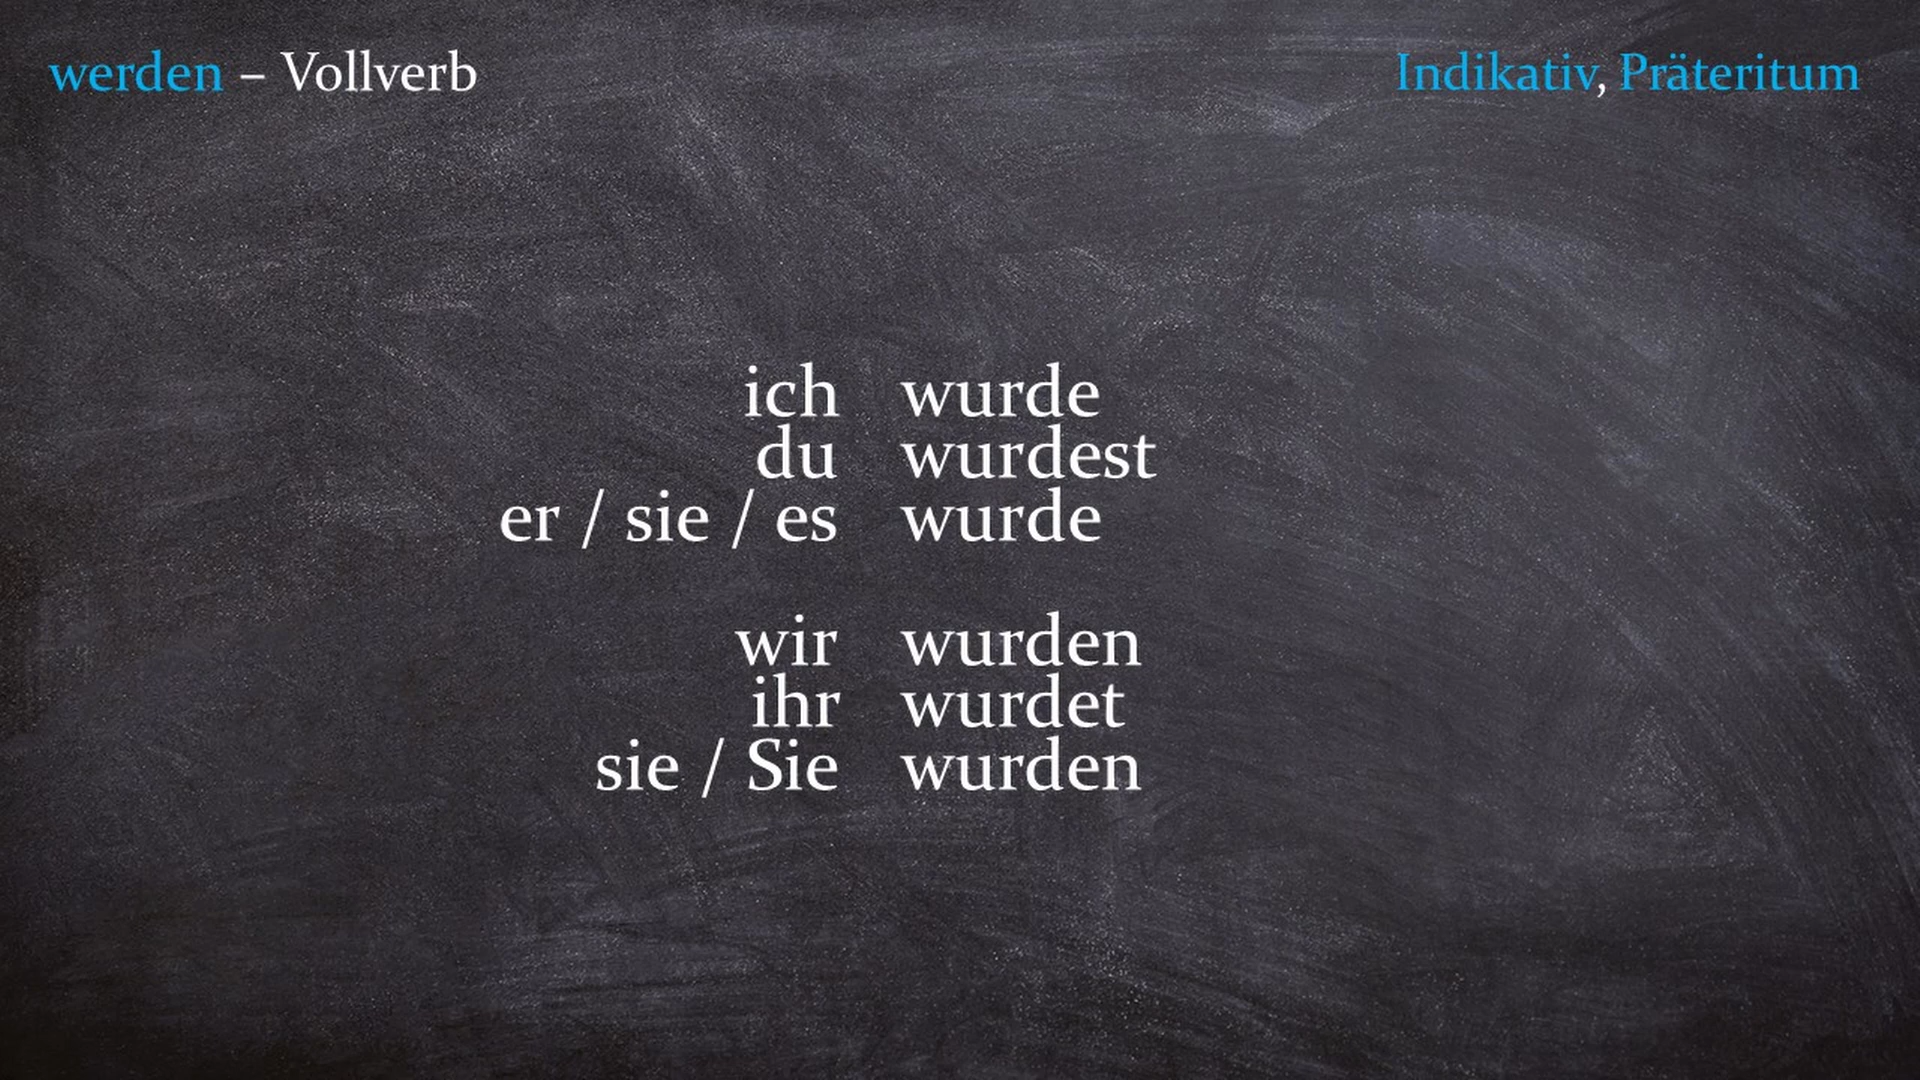 werden – Vollverb
Indikativ, Präteritum
ich wurde
du wurdest
er / sie / es wurde
wir wurden
ihr wurdet
sie / Sie wurden